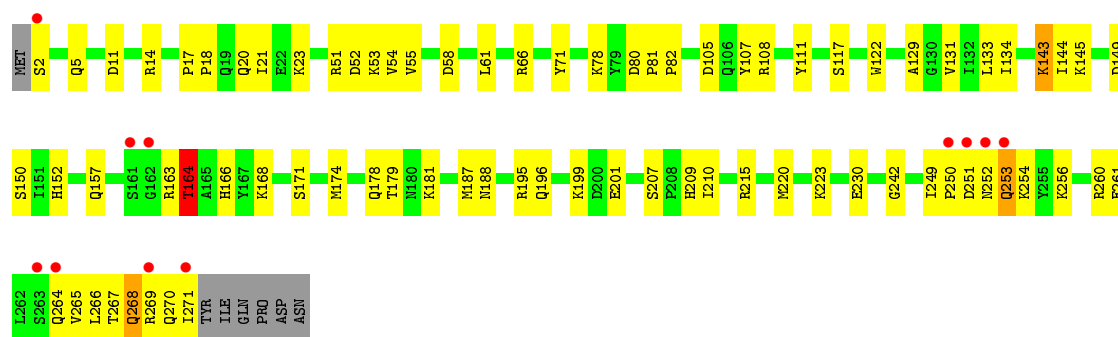 MET S2 Q5 D11 R14 P17 P18 Q19 Q20 I21 E22 K23 R51 D52 K53 V54 V55 D58 L61 R66 Y71 K78 Y79 D80 P81 P82 D105 Q106 Y107 R108 Y111 S117 W122 A129 G130 V131 I132 L133 I134 K143 I144 K145 D149
S150 I151 H152 Q157 S161 G162 R163 T164 A165 H166 Y167 K168 S171 M174 Q178 T179 N180 K181 M187 N188 R195 Q196 K199 D200 E201 S207 P208 H209 I210 R215 M220 K223 E230 G242 I249 P250 D251 N252 Q253 K254 Y255 K256 R260
L262 S263 Q264 V265 L266 T267 Q268 R269 Q270 I271 TYR ILE GLN PRO ASP ASN